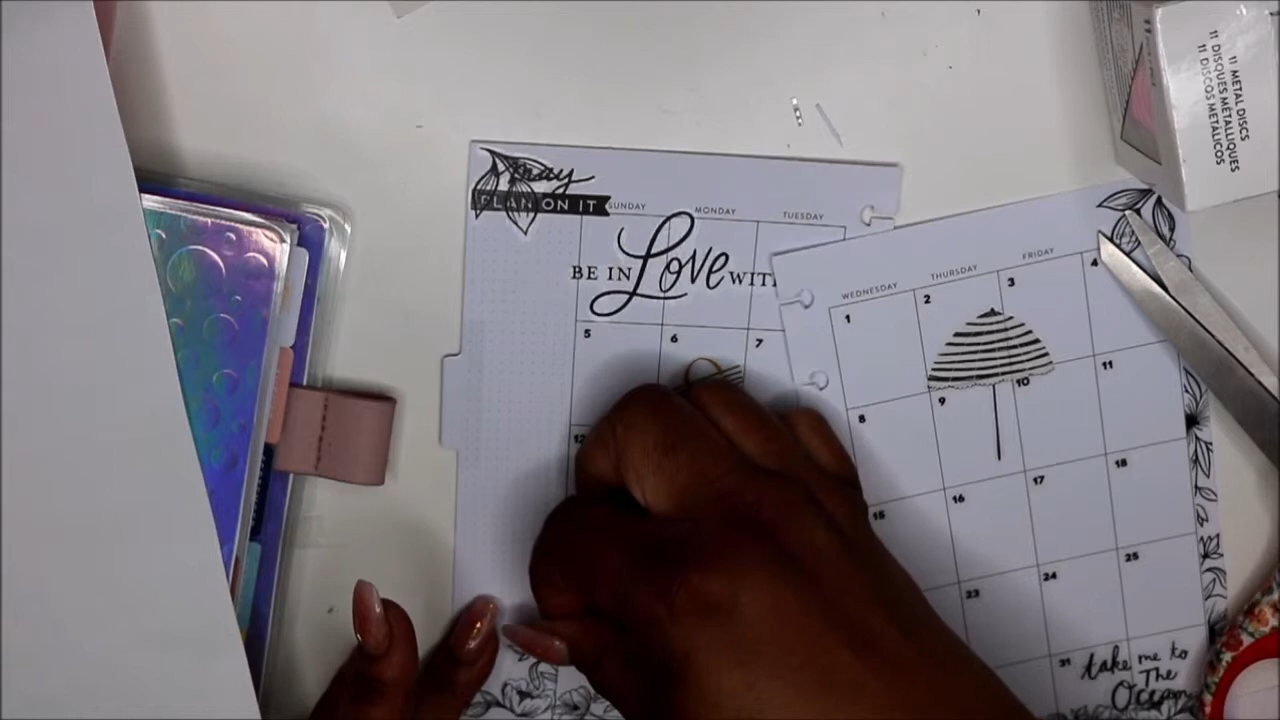 may
PLAN ON IT
SUNDAY MONDAY TUESDAY
BE IN Love WITH
5 6 7
12
WEDNESDAY THURSDAY FRIDAY
1 2 3 4
8 9 10 11
15 16 17 18
23 24 25
31
take me to
The
Ocean
11 METAL DISCS
11 DISQUES MÉTALLIQUES
11 DISCOS METÁLICOS